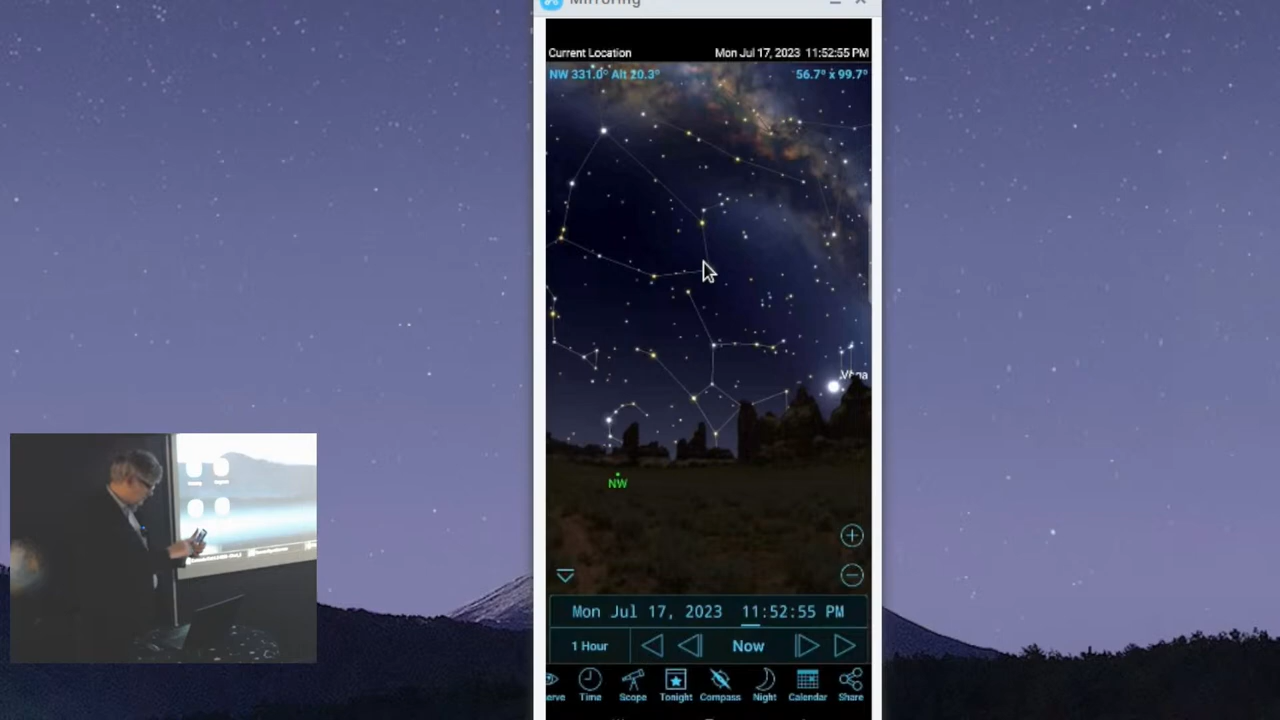 Mirroring
Current Location Mon Jul 17, 2023 11:52:55 PM
NW 331.0° Alt 20.3° 56.7° x 99.7°
Vega
NW
Mon Jul 17, 2023 11:52:55 PM
1 Hour Now
erve Time Scope Tonight Compass Night Calendar Share